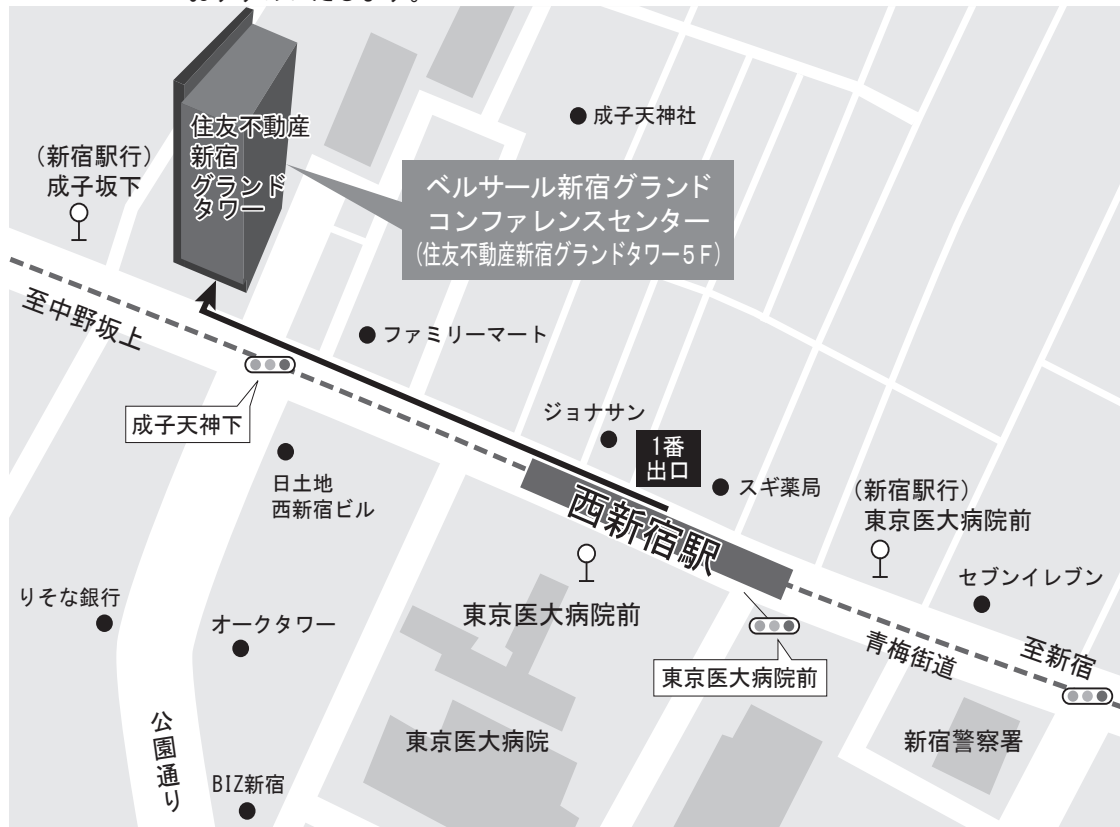 成子天神社
住友不動産
新宿
グランド
タワー
(新宿駅行)
成子坂下
ベルサール新宿グランド
コンファレンスセンター
(住友不動産新宿グランドタワー5F)
至中野坂上
ファミリーマート
成子天神下
ジョナサン
1番
出口
日土地
西新宿ビル
スギ薬局
(新宿駅行)
東京医大病院前
西新宿駅
セブンイレブン
りそな銀行
オークタワー
東京医大病院前
青梅街道
至新宿
東京医大病院前
公園通り
東京医大病院
新宿警察署
BIZ新宿